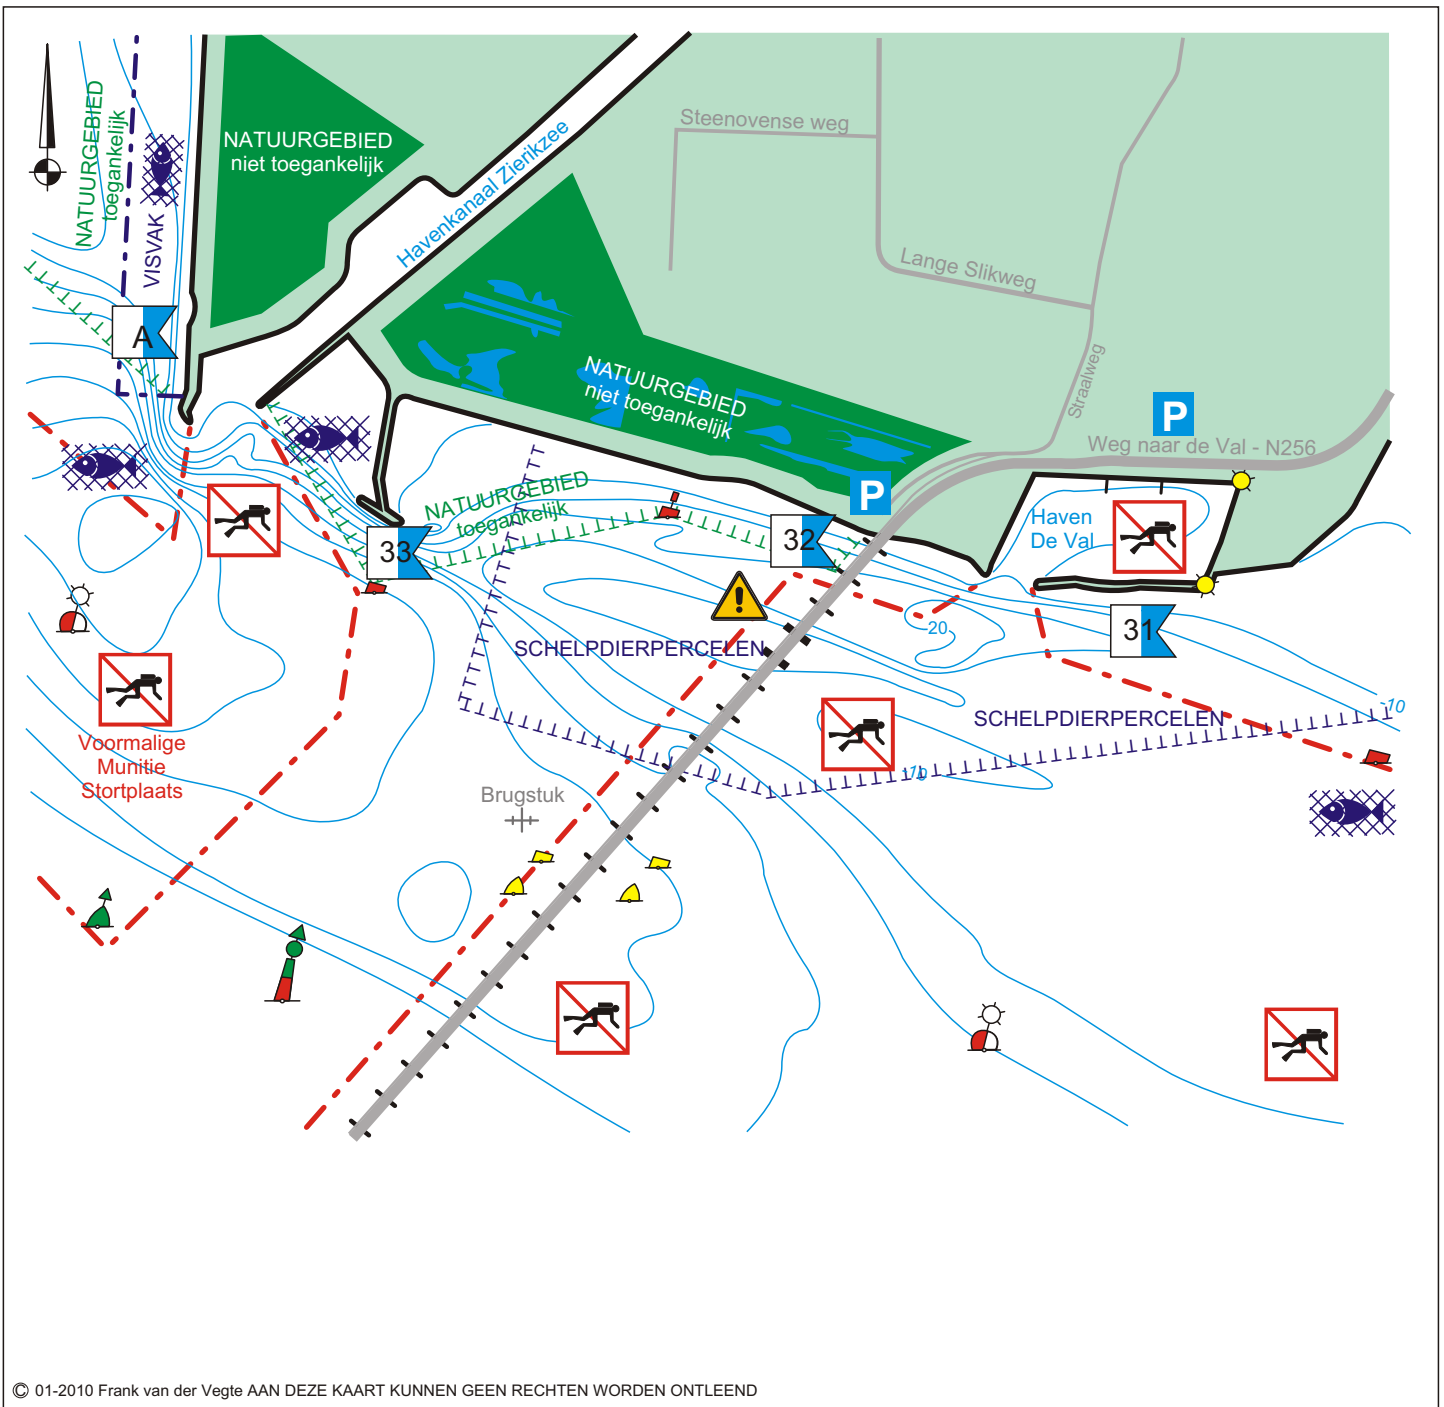 NATUURGEBIED
toegankelijk
VISVAK
A
NATUURGEBIED
niet toegankelijk
Havenkanaal Zierikzee
Steenovense weg
Lange Slikweg
Straalweg
P
Weg naar de Val - N256
NATUURGEBIED
niet toegankelijk
P
NATUURGEBIED
toegankelijk
33
32
Haven
De Val
31
20
SCHELPDIERPERCELEN
SCHELPDIERPERCELEN
-10
-10
Voormalige
Munitie
Stortplaats
Brugstuk
© 01-2010 Frank van der Vegte AAN DEZE KAART KUNNEN GEEN RECHTEN WORDEN ONTLEEND